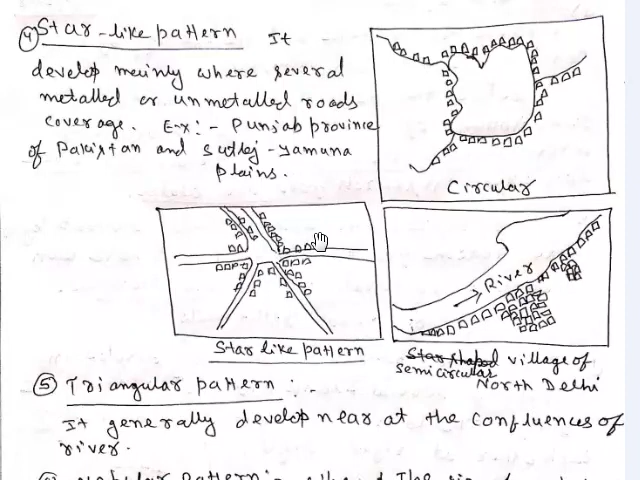 ④ Star-like pattern It
develop mainly where several
metalled or unmetalled roads
coverage. Ex:- Punjab province
of Pakistan and Sutlej-Yamuna
plains.
Circular
River
Star like pattern
Star shaped village of
semicircular North Delhi
⑤ Triangular pattern:-
It generally develop near at the confluences of
river.
pattern:-